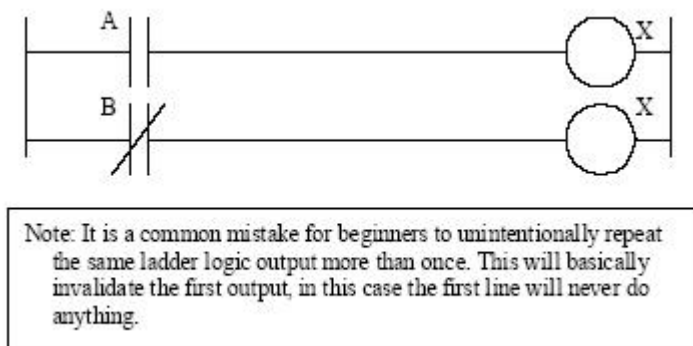 A
X
B
X
Note: It is a common mistake for beginners to unintentionally repeat
the same ladder logic output more than once. This will basically
invalidate the first output, in this case the first line will never do
anything.